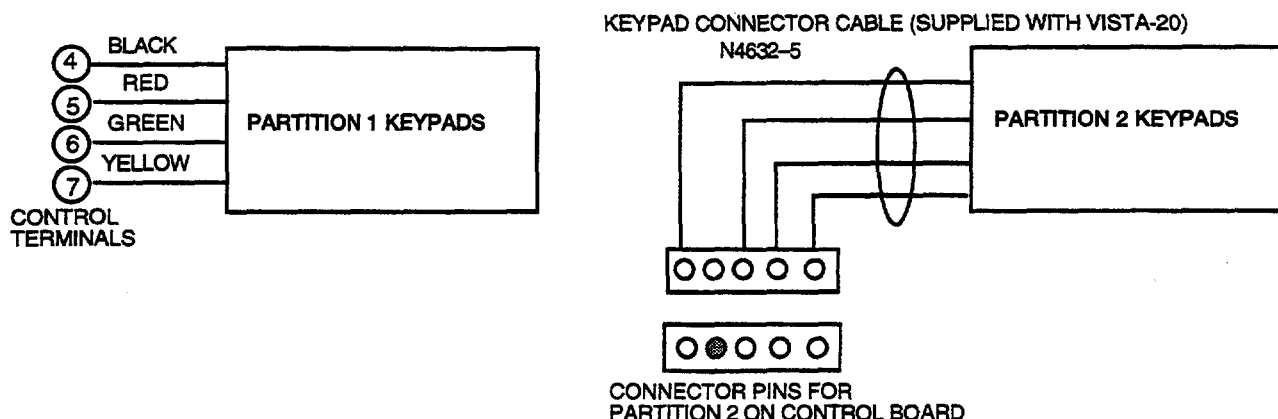 BLACK
4
RED
5
GREEN
6
YELLOW
7
CONTROL
TERMINALS
PARTITION 1 KEYPADS
KEYPAD CONNECTOR CABLE (SUPPLIED WITH VISTA-20)
N4632–5
PARTITION 2 KEYPADS
CONNECTOR PINS FOR
PARTITION 2 ON CONTROL BOARD